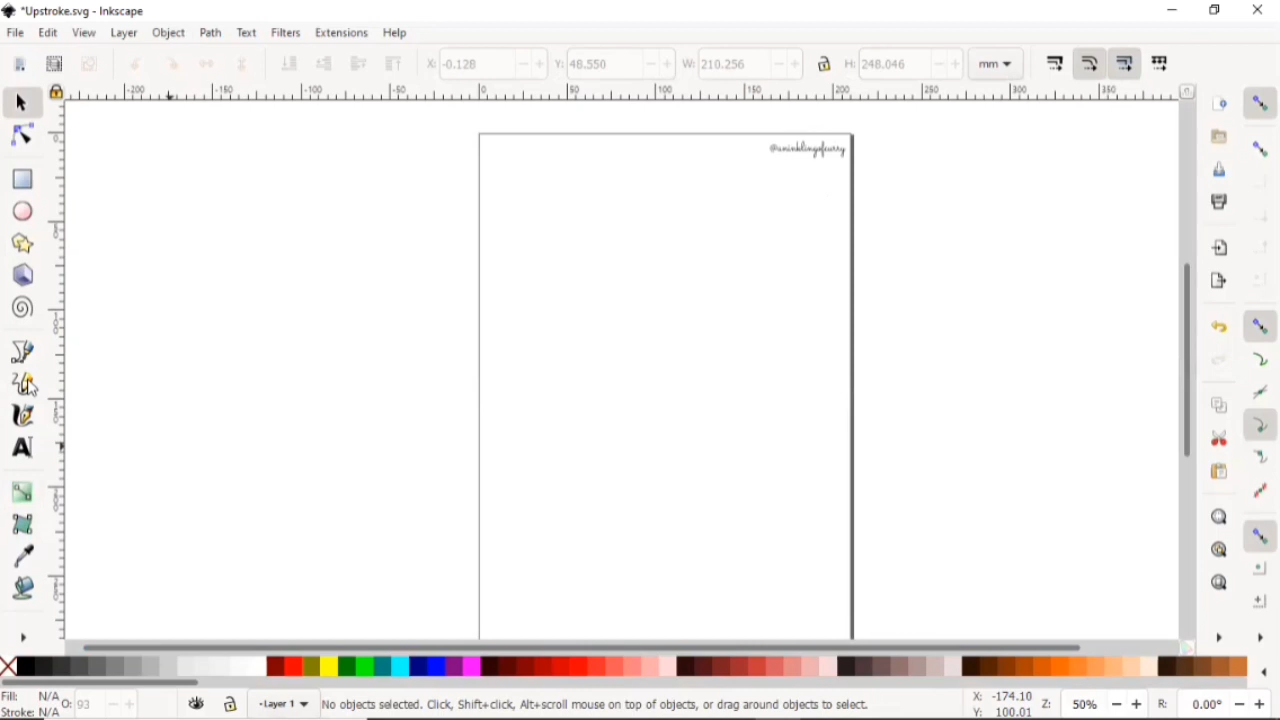 *Upstroke.svg - Inkscape
File Edit View Layer Object Path Text Filters Extensions Help
X: -0.128 Y: 48.550 W: 210.256 H: 248.046 mm
-200 -150 -100 -50 0 50 100 150 200 250 300 350
@aninklingofcurry
Fill: N/A O: 93 -Layer 1 No objects selected. Click, Shift+click, Alt+scroll mouse on top of objects, or drag around objects to select. X: -174.10 Z: 50% R: 0.00°
Stroke: N/A Y: 100.01